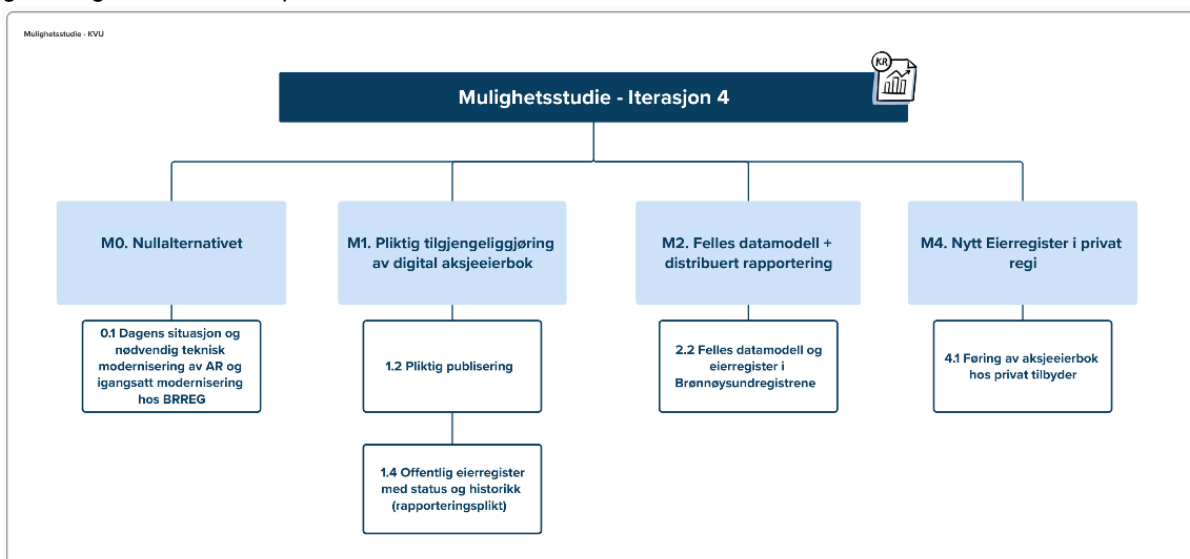 Mulighetsstudie - KVU
KR
Mulighetsstudie - Iterasjon 4
M0. Nullalternativet
M1. Pliktig tilgjengeliggjøring
av digital aksjeeierbok
M2. Felles datamodell +
distribuert rapportering
M4. Nytt Eierregister i privat
regi
0.1 Dagens situasjon og
nødvendig teknisk
modernisering av AR og
igangsatt modernisering
hos BRREG
1.2 Pliktig publisering
2.2 Felles datamodell og
eierregister i
Brønnøysundregistrene
4.1 Føring av aksjeeierbok
hos privat tilbyder
1.4 Offentlig eierregister
med status og historikk
(rapporteringsplikt)